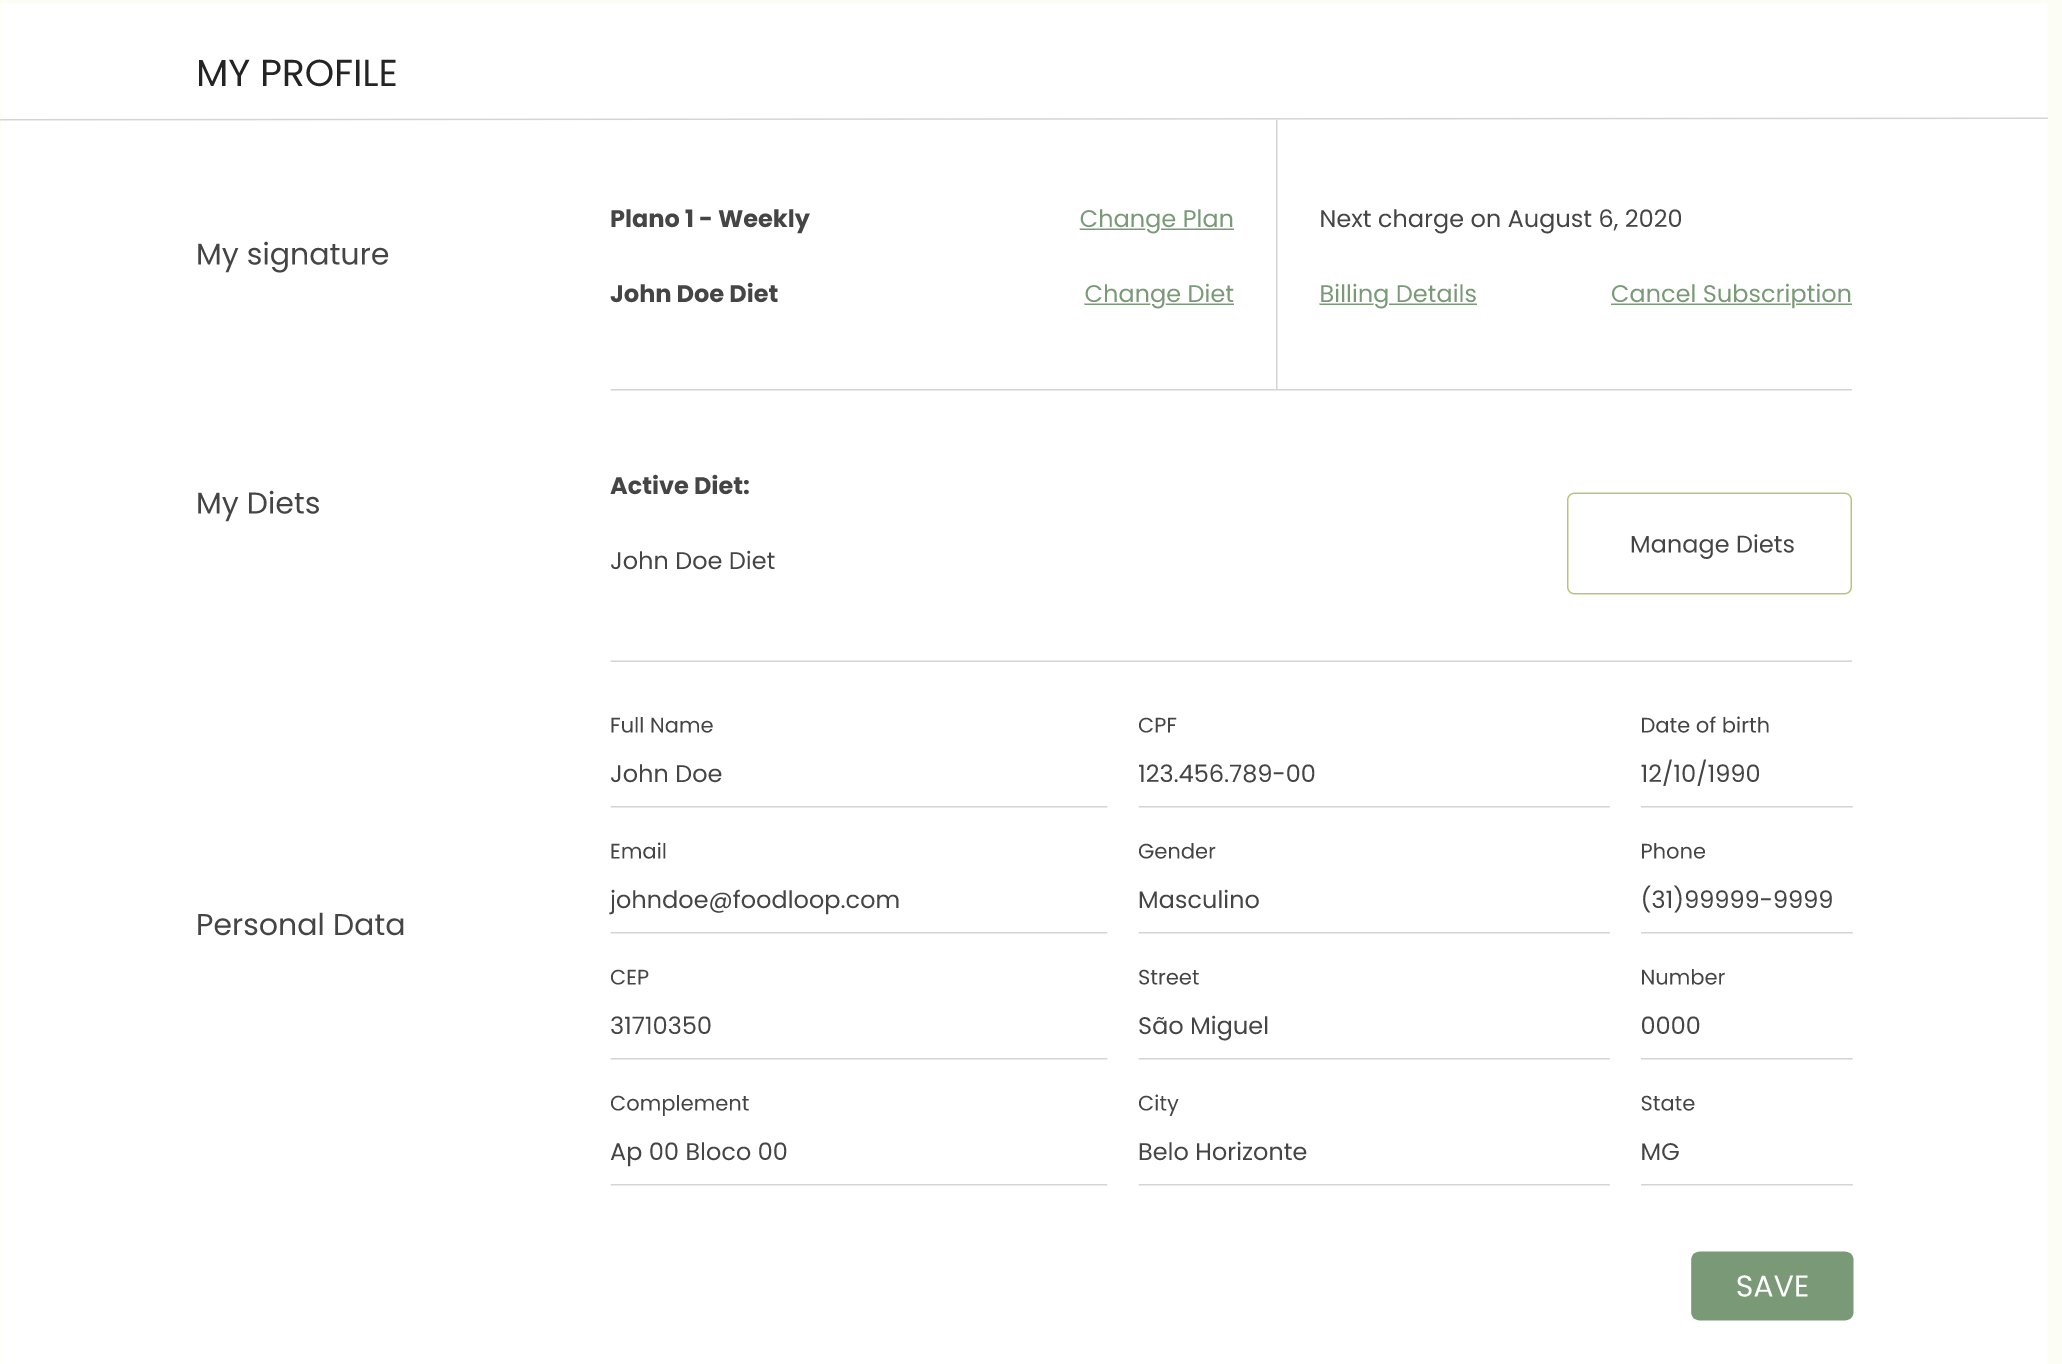 MY PROFILE
My signature
Plano 1 - Weekly
Change Plan
John Doe Diet
Change Diet
Next charge on August 6, 2020
Billing Details
Cancel Subscription
My Diets
Active Diet:
John Doe Diet
Manage Diets
Personal Data
Full Name
John Doe
CPF
123.456.789-00
Date of birth
12/10/1990
Email
johndoe@foodloop.com
Gender
Masculino
Phone
(31)99999-9999
CEP
31710350
Street
São Miguel
Number
0000
Complement
Ap 00 Bloco 00
City
Belo Horizonte
State
MG
SAVE